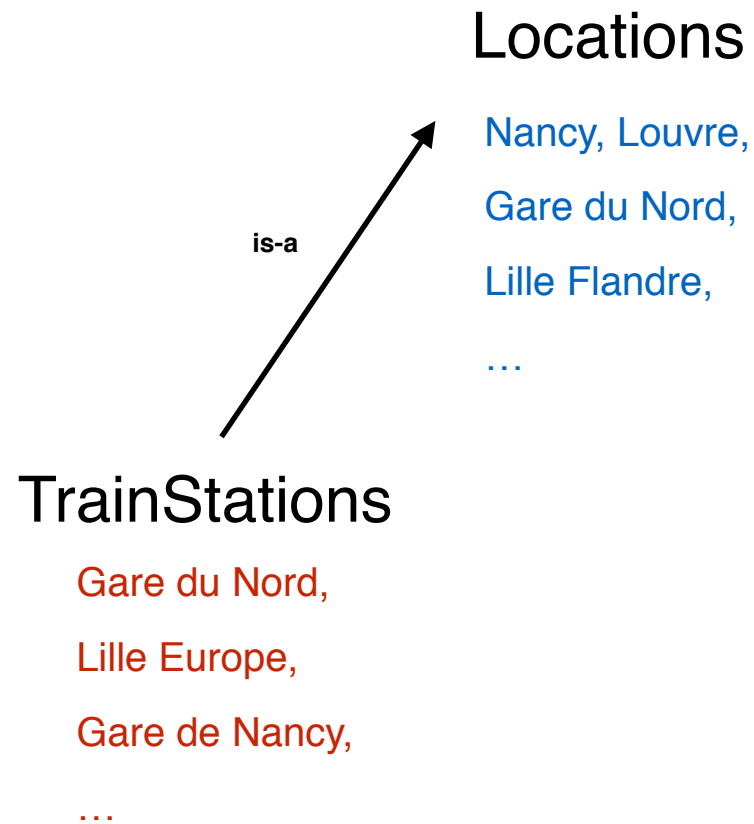 Locations
Nancy, Louvre,
Gare du Nord,
Lille Flandre,
…
is-a
TrainStations
Gare du Nord,
Lille Europe,
Gare de Nancy,
…